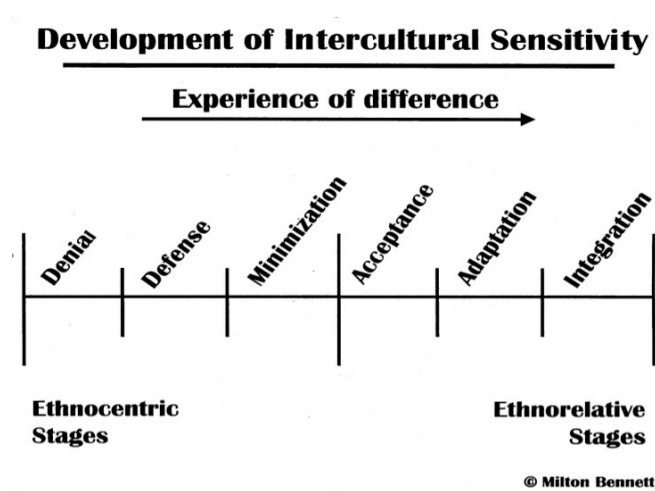 Development of Intercultural Sensitivity
Experience of difference
Denial
Defense
Minimization
Acceptance
Adaptation
Integration
Ethnocentric
Stages
Ethnorelative
Stages
© Milton Bennett